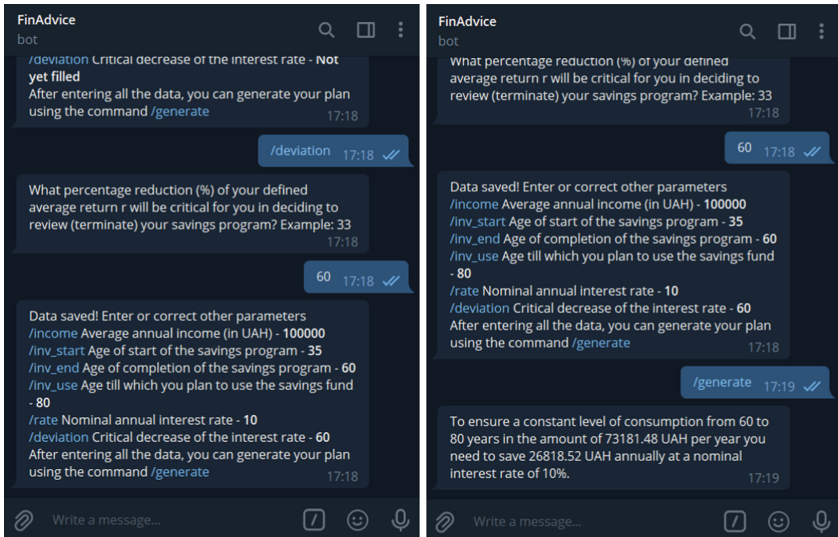 FinAdvice
bot
/deviation Critical decrease of the interest rate - Not
yet filled
After entering all the data, you can generate your plan
using the command /generate
17:18
/deviation 17:18
What percentage reduction (%) of your defined
average return r will be critical for you in deciding to
review (terminate) your savings program? Example: 33
17:18
60 17:18
Data saved! Enter or correct other parameters
/income Average annual income (in UAH) - 100000
/inv_start Age of start of the savings program - 35
/inv_end Age of completion of the savings program - 60
/inv_use Age till which you plan to use the savings fund
- 80
/rate Nominal annual interest rate - 10
/deviation Critical decrease of the interest rate - 60
After entering all the data, you can generate your plan
using the command /generate
17:18
Write a message...
FinAdvice
bot
What percentage reduction (%) of your defined
average return r will be critical for you in deciding to
review (terminate) your savings program? Example: 33
17:18
60 17:18
Data saved! Enter or correct other parameters
/income Average annual income (in UAH) - 100000
/inv_start Age of start of the savings program - 35
/inv_end Age of completion of the savings program - 60
/inv_use Age till which you plan to use the savings fund
- 80
/rate Nominal annual interest rate - 10
/deviation Critical decrease of the interest rate - 60
After entering all the data, you can generate your plan
using the command /generate
17:18
/generate 17:19
To ensure a constant level of consumption from 60 to
80 years in the amount of 73181.48 UAH per year you
need to save 26818.52 UAH annually at a nominal
interest rate of 10%.
17:19
Write a message...